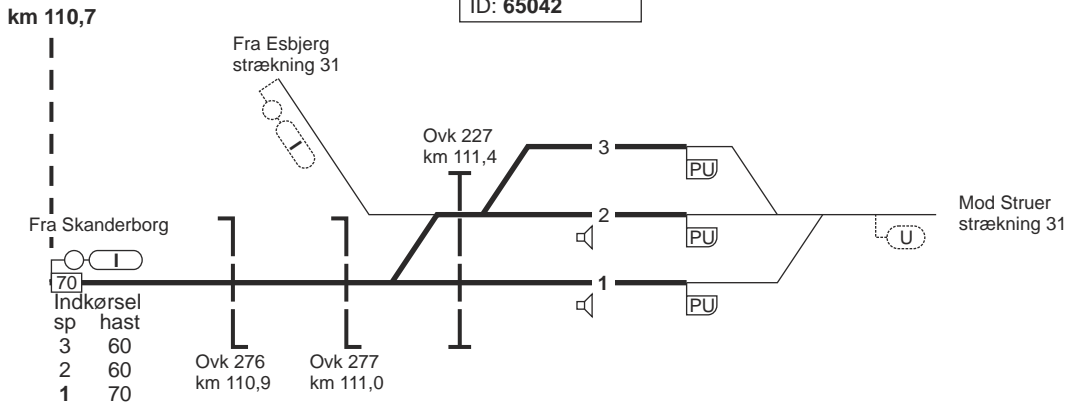 ID: 65042
km 110,7
Fra Esbjerg
strækning 31
Ovk 227
km 111,4
3
PU
Fra Skanderborg
2
PU
Mod Struer
strækning 31
U
I
I
70
1
PU
Indkørsel
sp hast
3 60
2 60
1 70
Ovk 276
km 110,9
Ovk 277
km 111,0